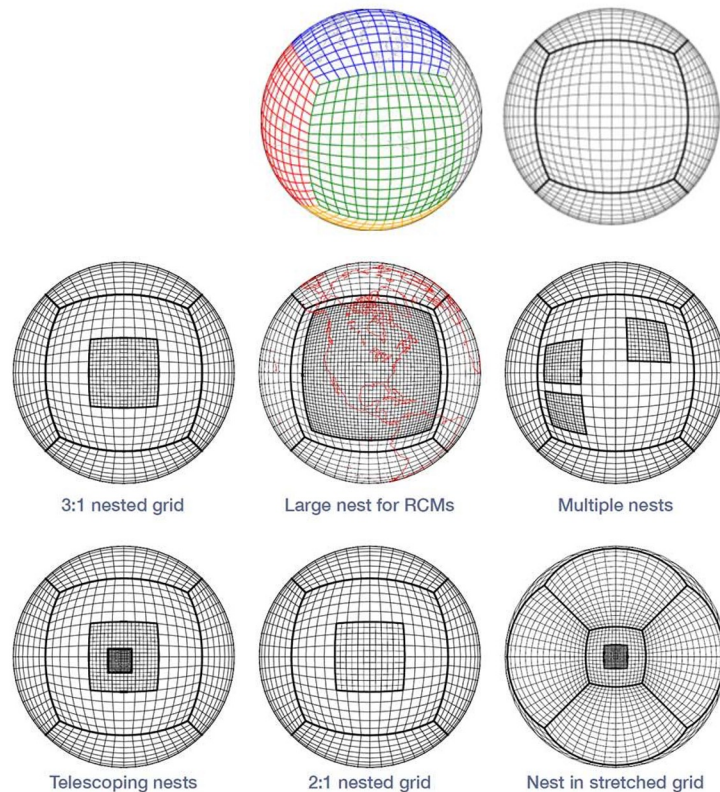 3:1 nested grid
Large nest for RCMs
Multiple nests
Telescoping nests
2:1 nested grid
Nest in stretched grid